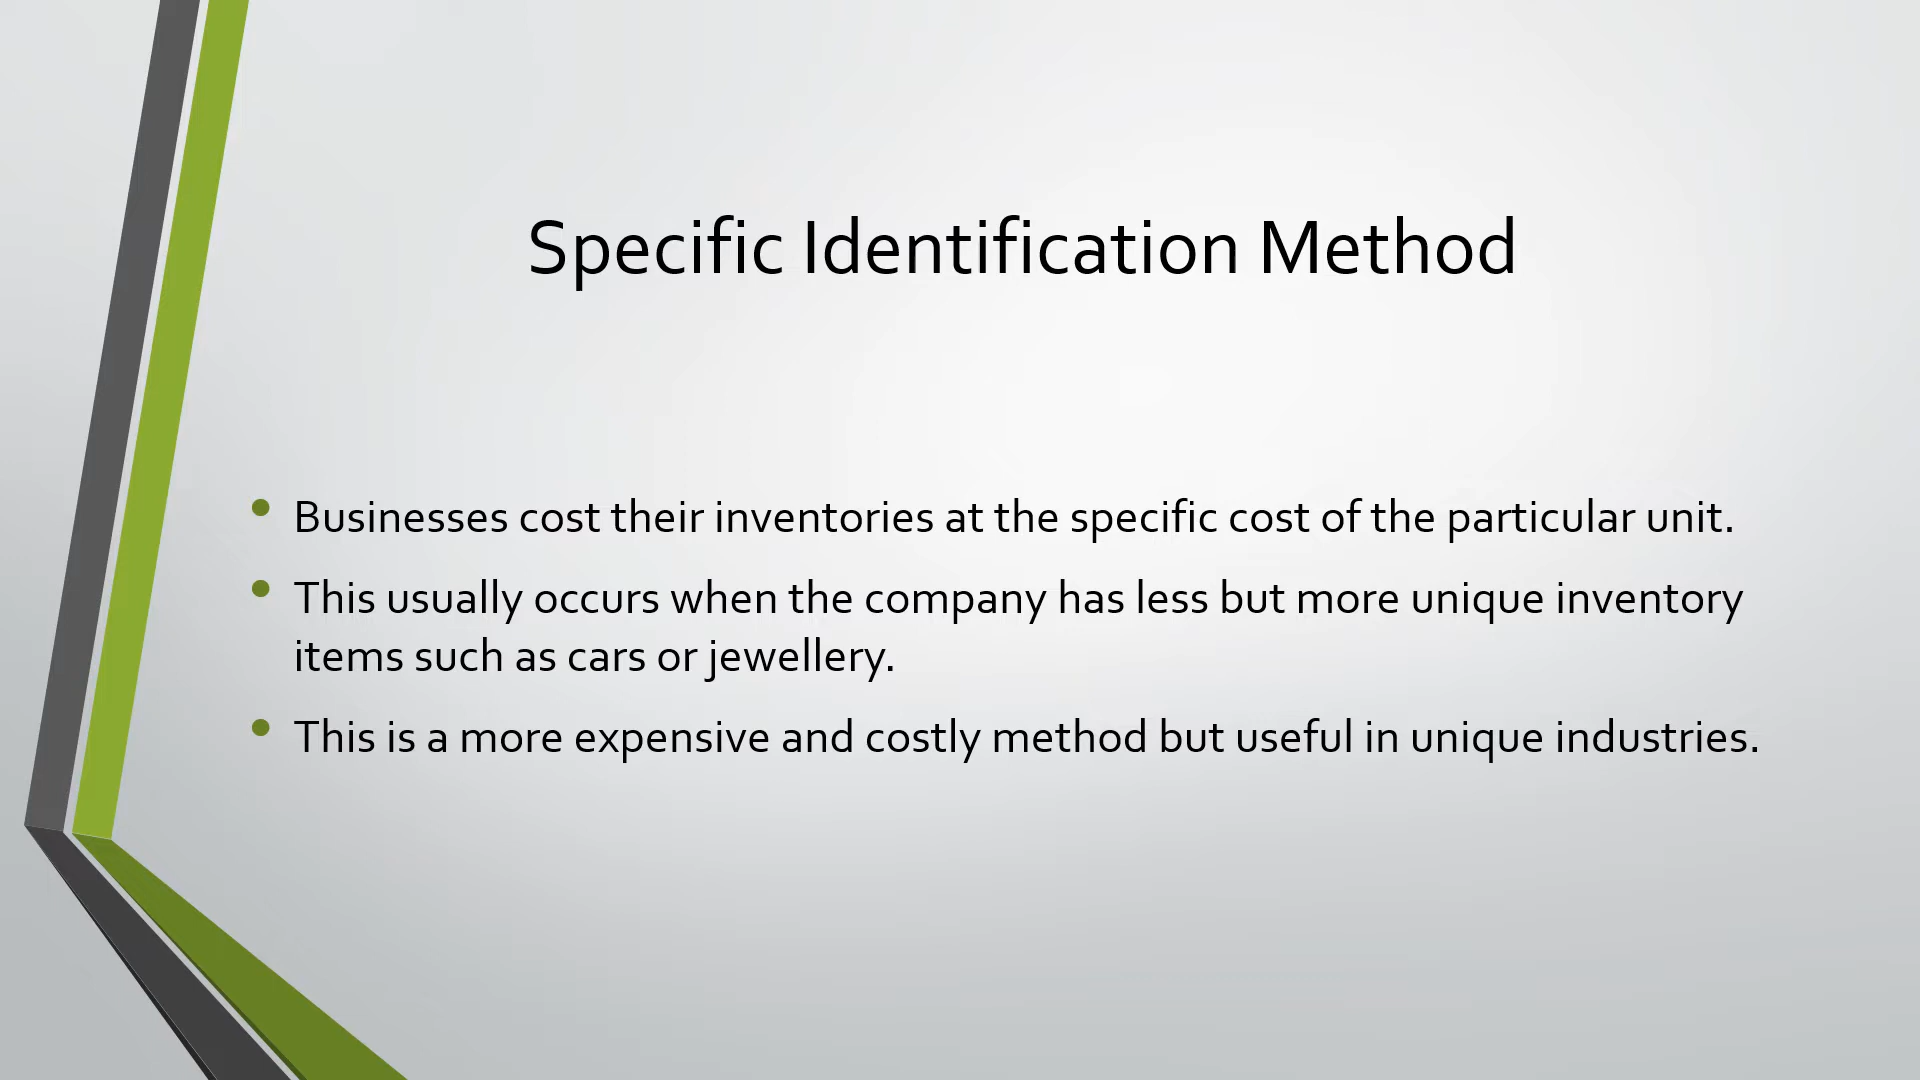 Specific Identification Method
• Businesses cost their inventories at the specific cost of the particular unit.
• This usually occurs when the company has less but more unique inventory
items such as cars or jewellery.
• This is a more expensive and costly method but useful in unique industries.